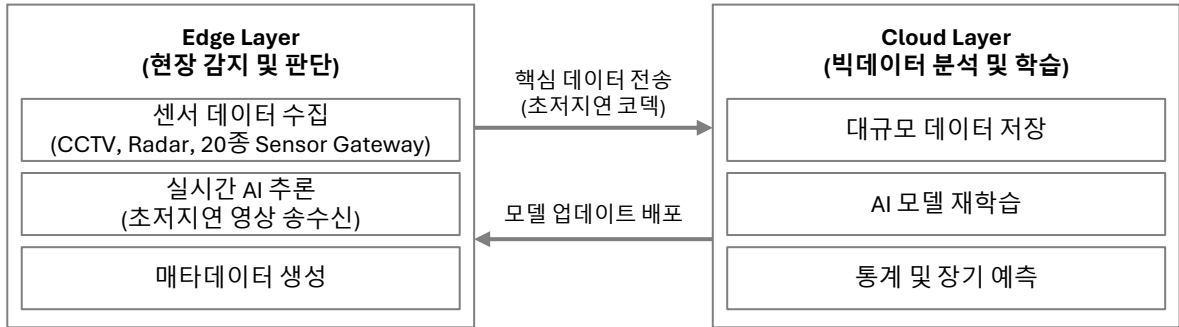 Edge Layer
(현장 감지 및 판단)
센서 데이터 수집
(CCTV, Radar, 20종 Sensor Gateway)
실시간 AI 추론
(초저지연 영상 송수신)
매타데이터 생성
핵심 데이터 전송
(초저지연 코덱)
모델 업데이트 배포
Cloud Layer
(빅데이터 분석 및 학습)
대규모 데이터 저장
AI 모델 재학습
통계 및 장기 예측